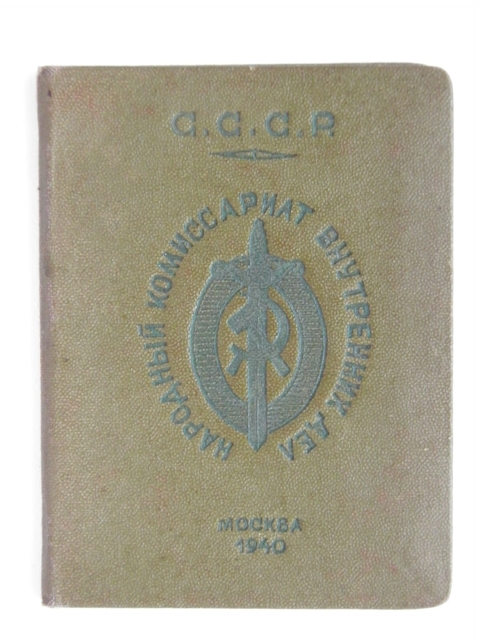 С.С.С.Р.
НАРОДНЫЙ КОМИССАРИАТ ВНУТРЕННИХ ДЕЛ
МОСКВА
1940